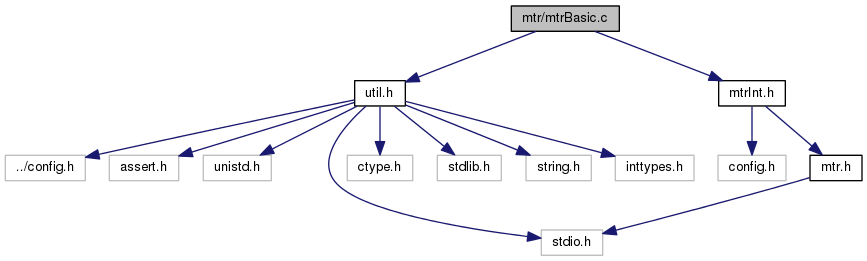 mtr/mtrBasic.c
util.h
mtrInt.h
../config.h
assert.h
unistd.h
ctype.h
stdlib.h
string.h
inttypes.h
config.h
mtr.h
stdio.h